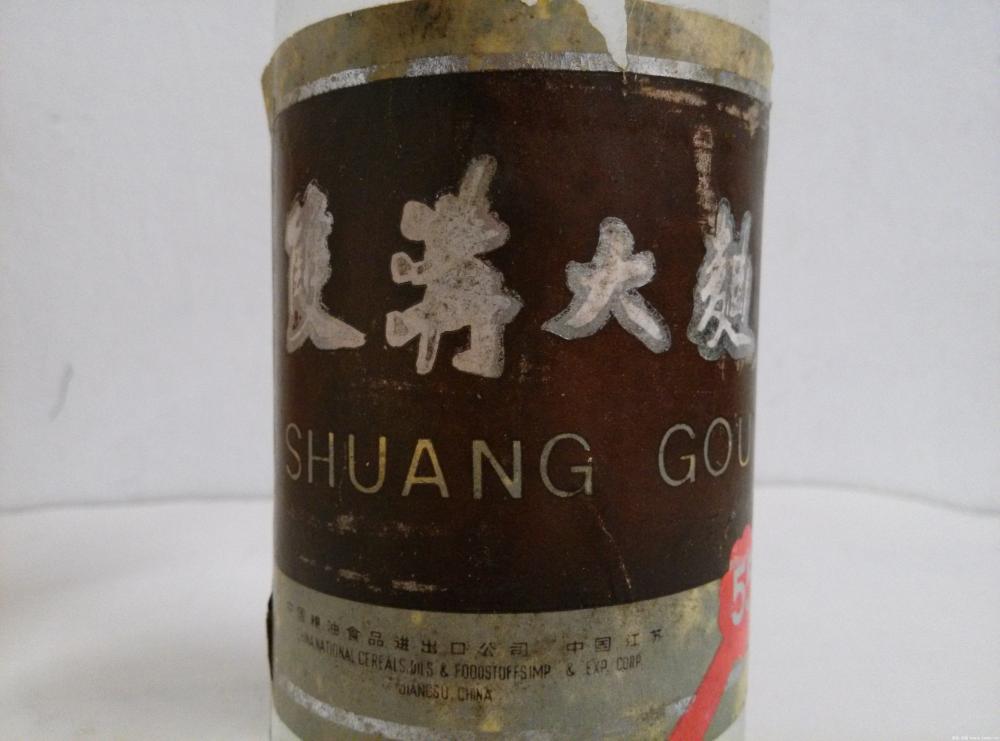 雙溝大麯
SHUANG GOU
中国粮油食品进出口公司 中国江苏
CHINA NATIONAL CEREALS, OILS & FOODSTUFFS IMP. & EXP. CORP.
JIANGSU, CHINA